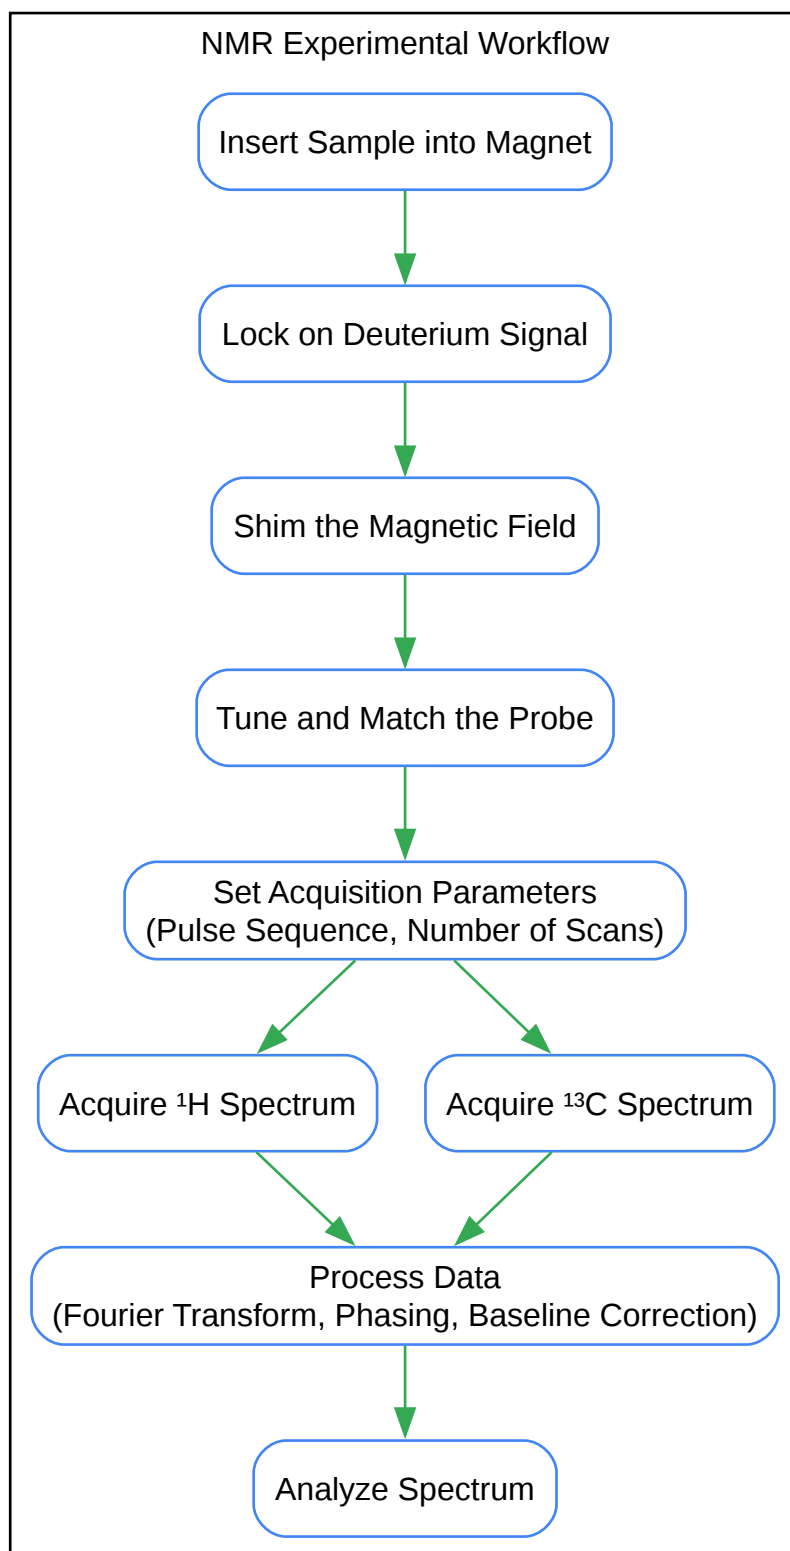 NMR Experimental Workflow
Insert Sample into Magnet
Lock on Deuterium Signal
Shim the Magnetic Field
Tune and Match the Probe
Set Acquisition Parameters
(Pulse Sequence, Number of Scans)
Acquire ¹H Spectrum
Acquire ¹³C Spectrum
Process Data
(Fourier Transform, Phasing, Baseline Correction)
Analyze Spectrum